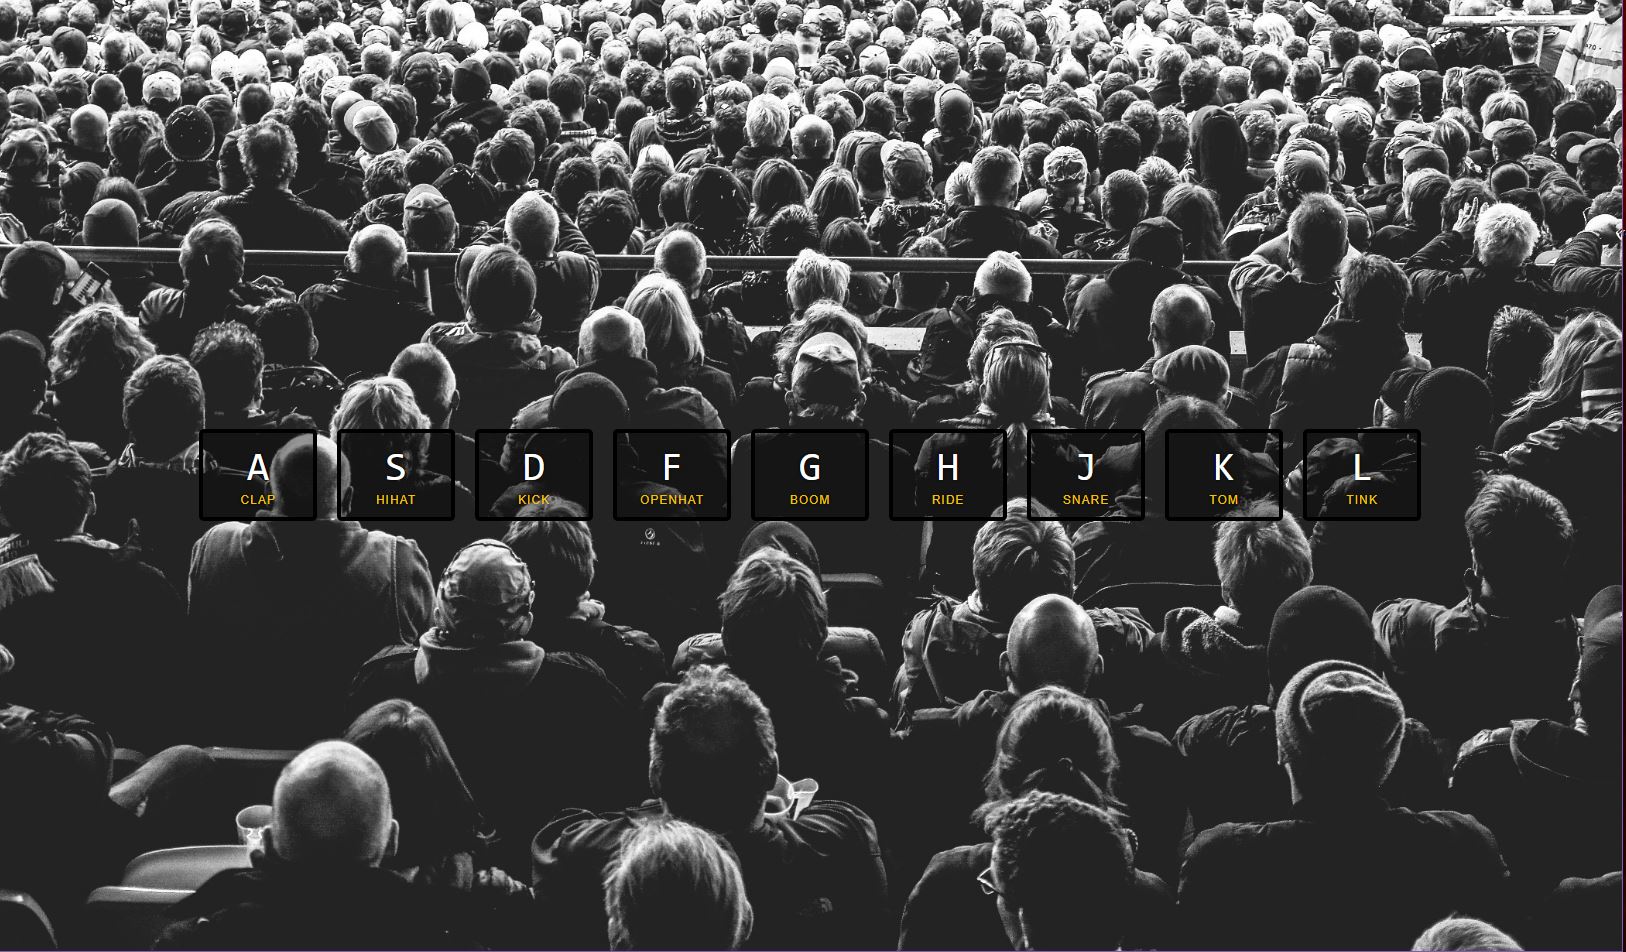 A S D F G H J K L
CLAP HIHAT KICK OPENHAT BOOM RIDE SNARE TOM TINK